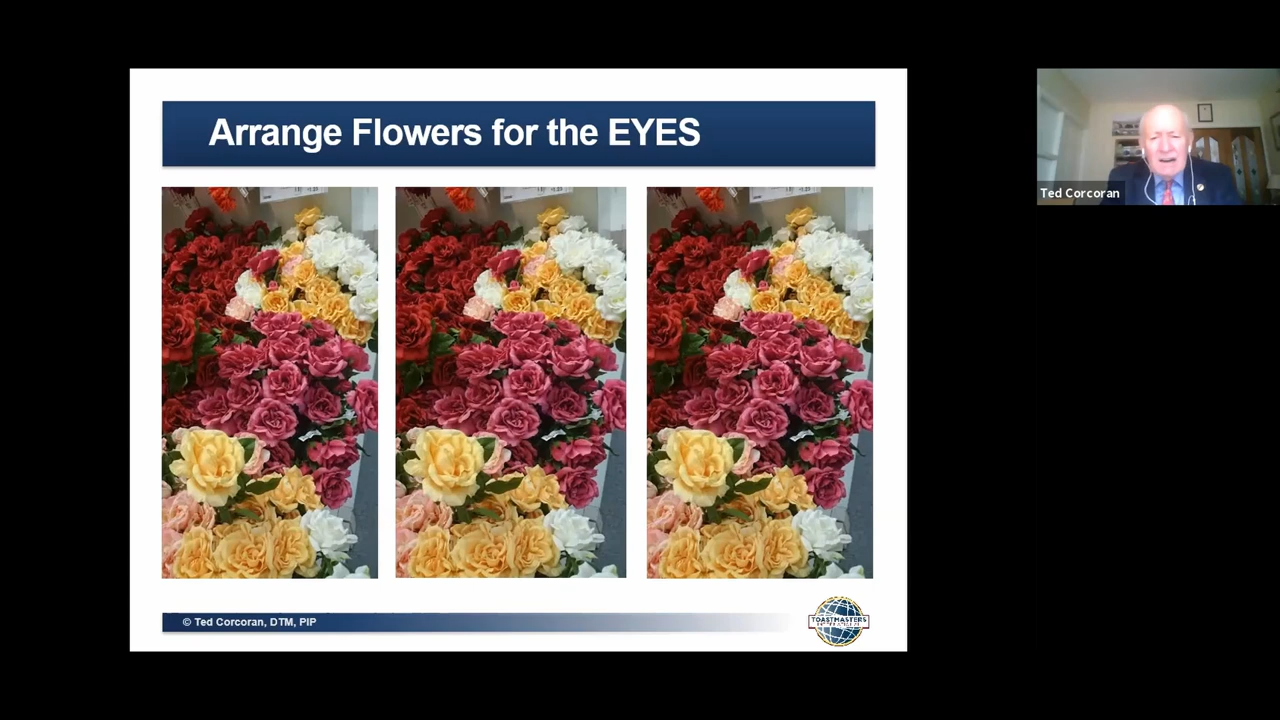 Arrange Flowers for the EYES
Ted Corcoran
© Ted Corcoran, DTM, PIP
TOASTMASTERS